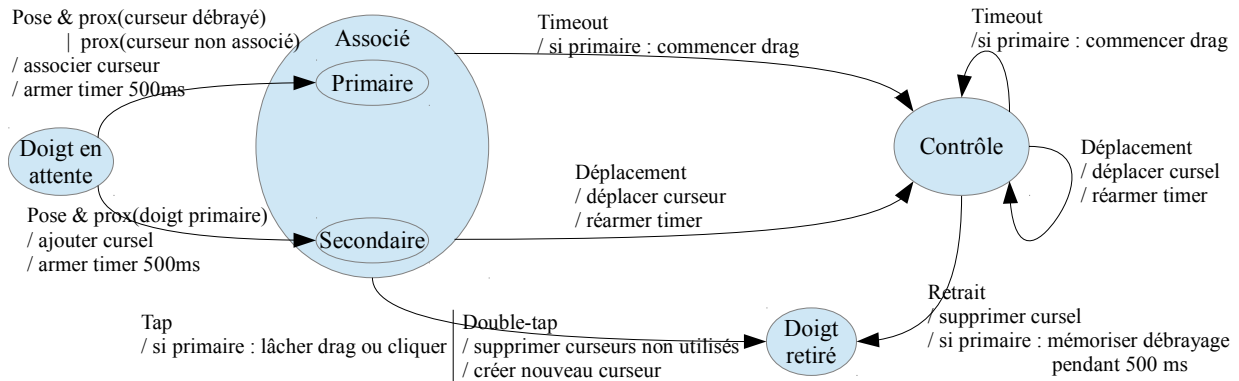 Pose & prox(curseur débrayé)
| prox(curseur non associé)
/ associer curseur
/ armer timer 500ms
Associé
Primaire
Timeout
/ si primaire : commencer drag
Timeout
/si primaire : commencer drag
Doigt en
attente
Contrôle
Déplacement
/ déplacer cursel
/ réarmer timer
Déplacement
/ déplacer curseur
/ réarmer timer
Pose & prox(doigt primaire)
/ ajouter cursel
/ armer timer 500ms
Secondaire
Tap
/ si primaire : lâcher drag ou cliquer
Double-tap
/ supprimer curseurs non utilisés
/ créer nouveau curseur
Doigt
retiré
Retrait
/ supprimer cursel
/ si primaire : mémoriser débrayage
pendant 500 ms